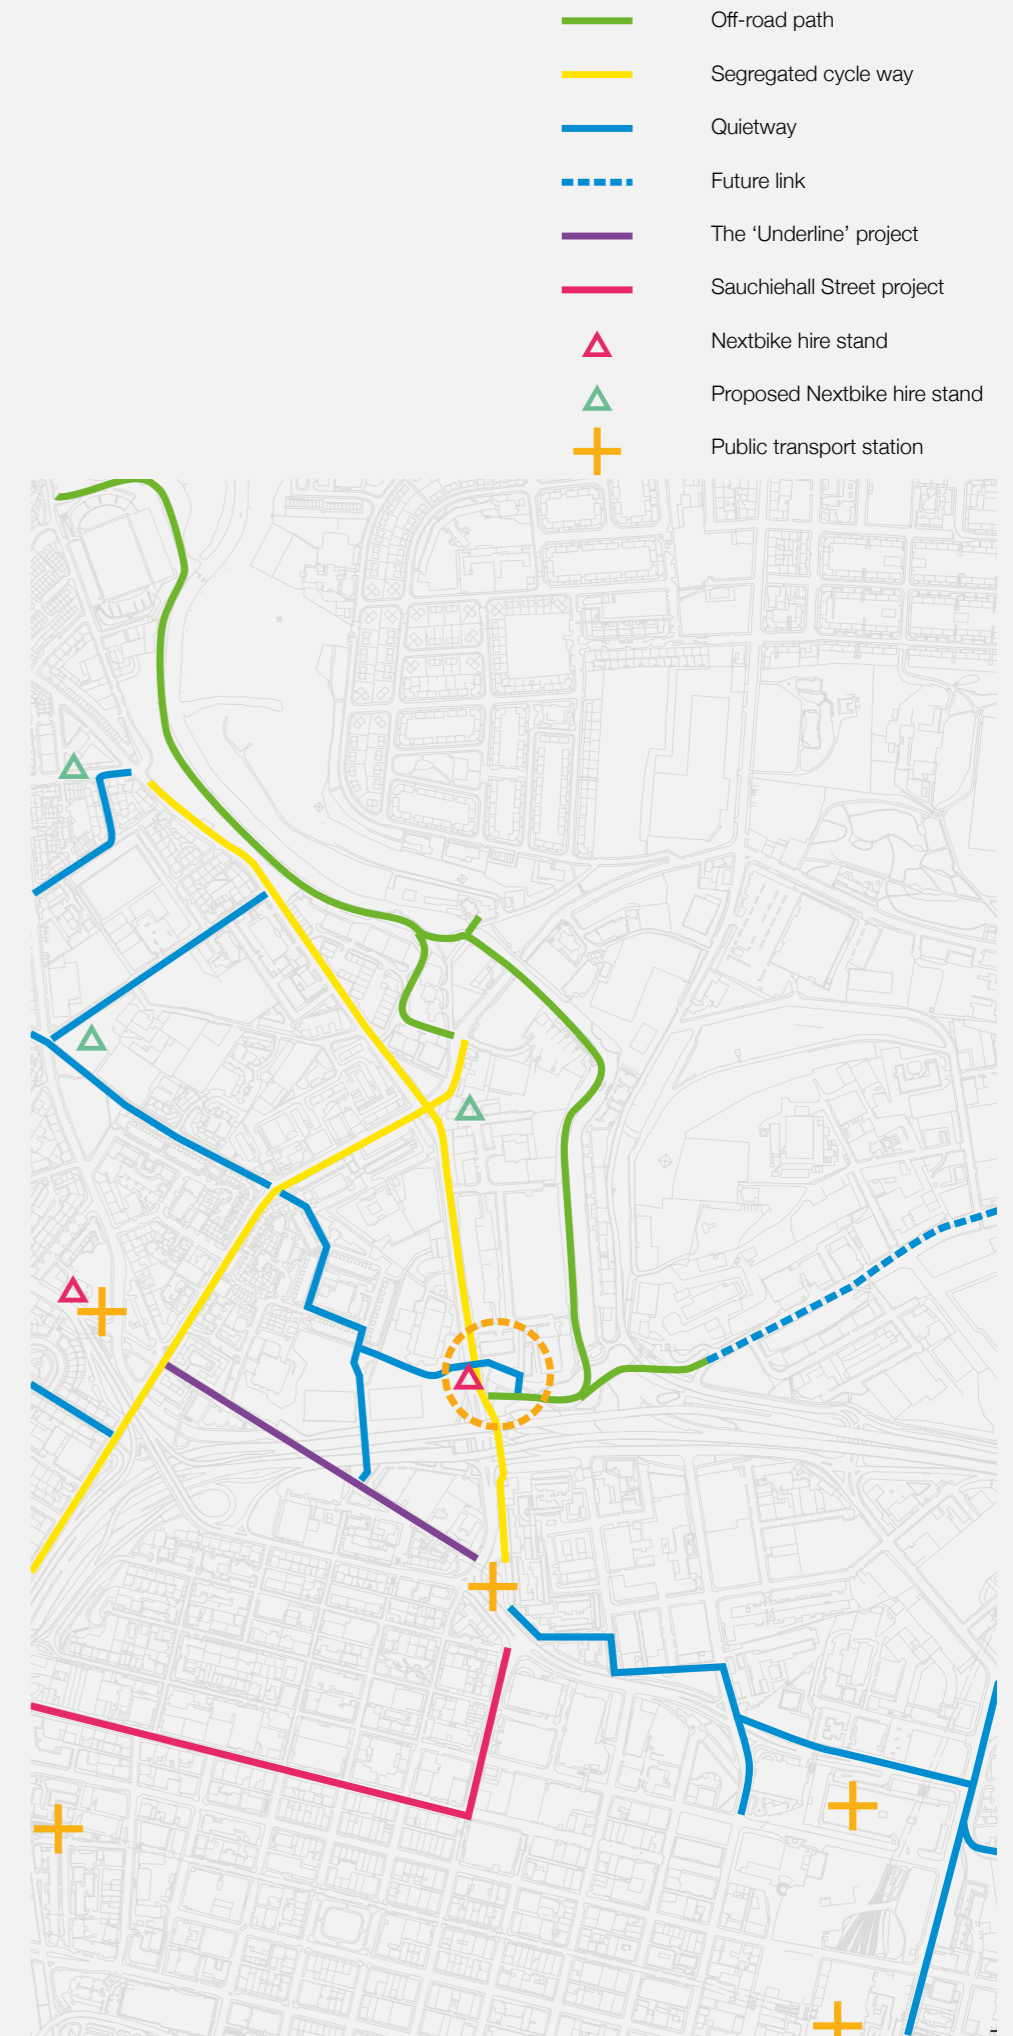 Off-road path
Segregated cycle way
Quietway
Future link
The ‘Underline’ project
Sauchiehall Street project
Nextbike hire stand
Proposed Nextbike hire stand
Public transport station